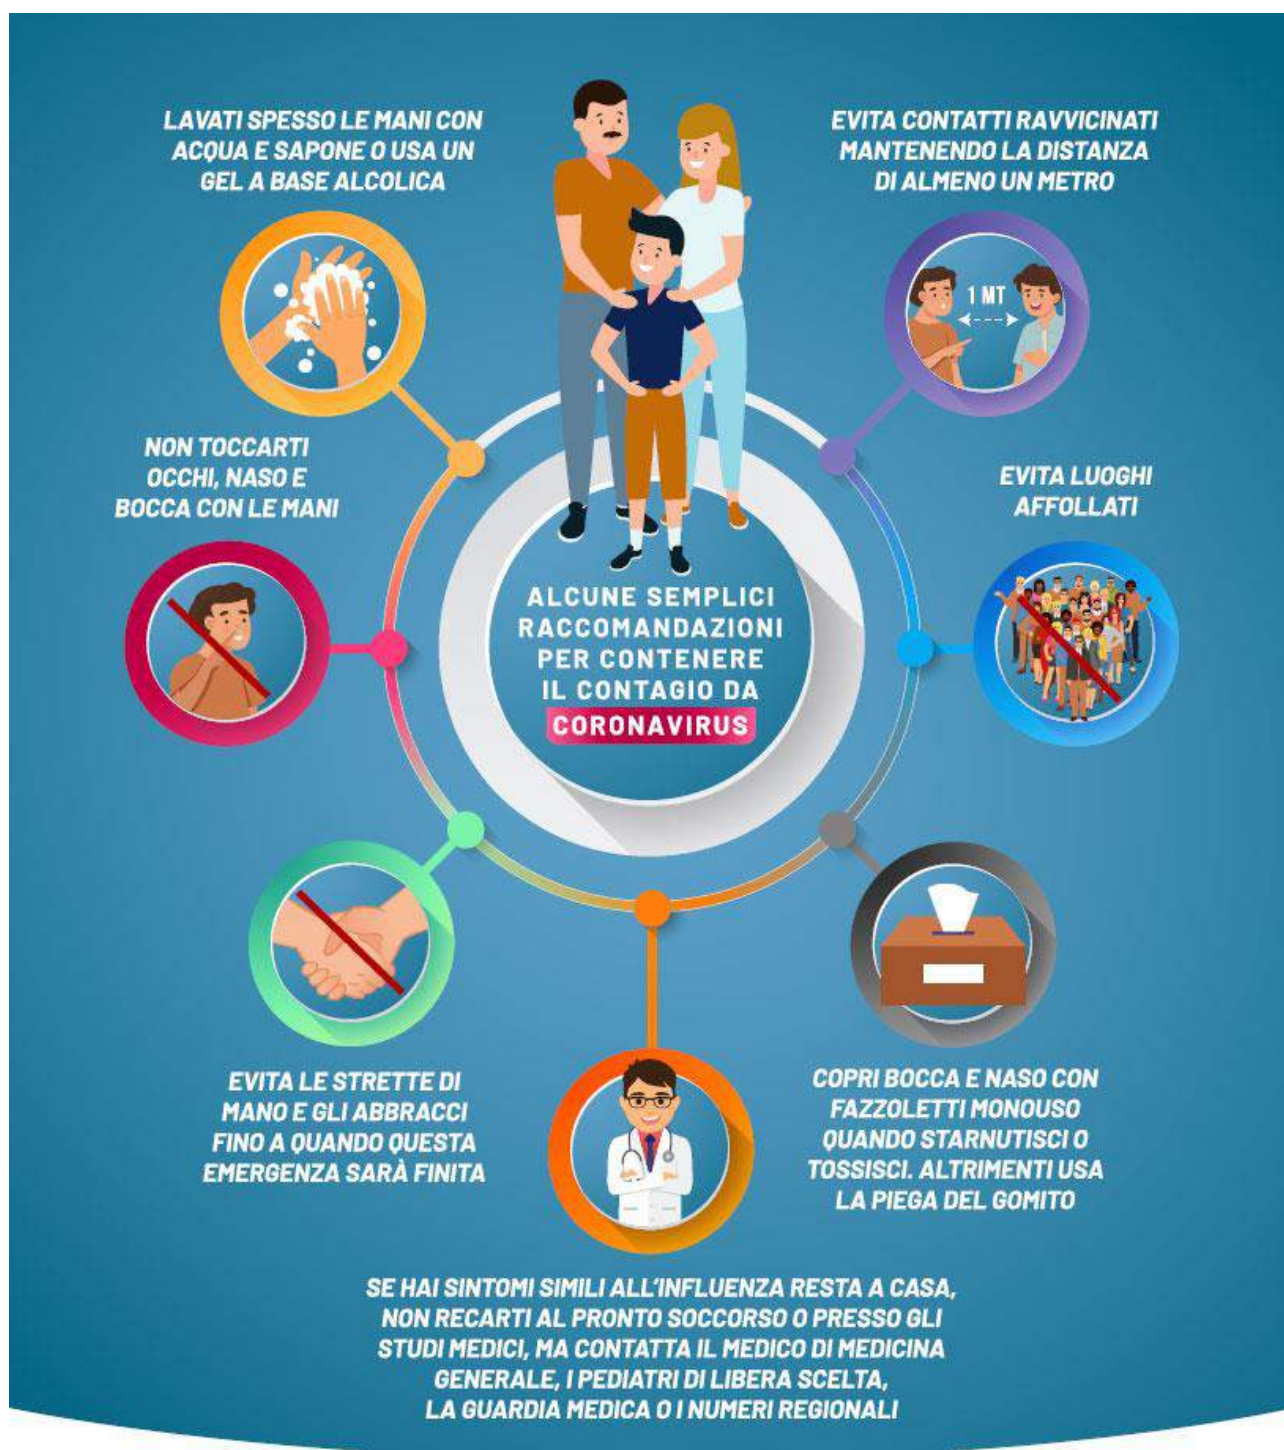 LAVATI SPESSO LE MANI CON
ACQUA E SAPONE O USA UN
GEL A BASE ALCOLICA
EVITA CONTATTI RAVVICINATI
MANTENENDO LA DISTANZA
DI ALMENO UN METRO
1 MT
NON TOCCARTI
OCCHI, NASO E
BOCCA CON LE MANI
EVITA LUOGHI
AFFOLLATI
ALCUNE SEMPLICI
RACCOMANDAZIONI
PER CONTENERE
IL CONTAGIO DA
CORONAVIRUS
EVITA LE STRETTE DI
MANO E GLI ABBRACCI
FINO A QUANDO QUESTA
EMERGENZA SARÀ FINITA
COPRI BOCCA E NASO CON
FAZZOLETTI MONOUSO
QUANDO STARNUTISCI O
TOSSISCI. ALTRIMENTI USA
LA PIEGA DEL GOMITO
SE HAI SINTOMI SIMILI ALL'INFLUENZA RESTA A CASA,
NON RECARTI AL PRONTO SOCCORSO O PRESSO GLI
STUDI MEDICI, MA CONTATTA IL MEDICO DI MEDICINA
GENERALE, I PEDIATRI DI LIBERA SCELTA,
LA GUARDIA MEDICA O I NUMERI REGIONALI